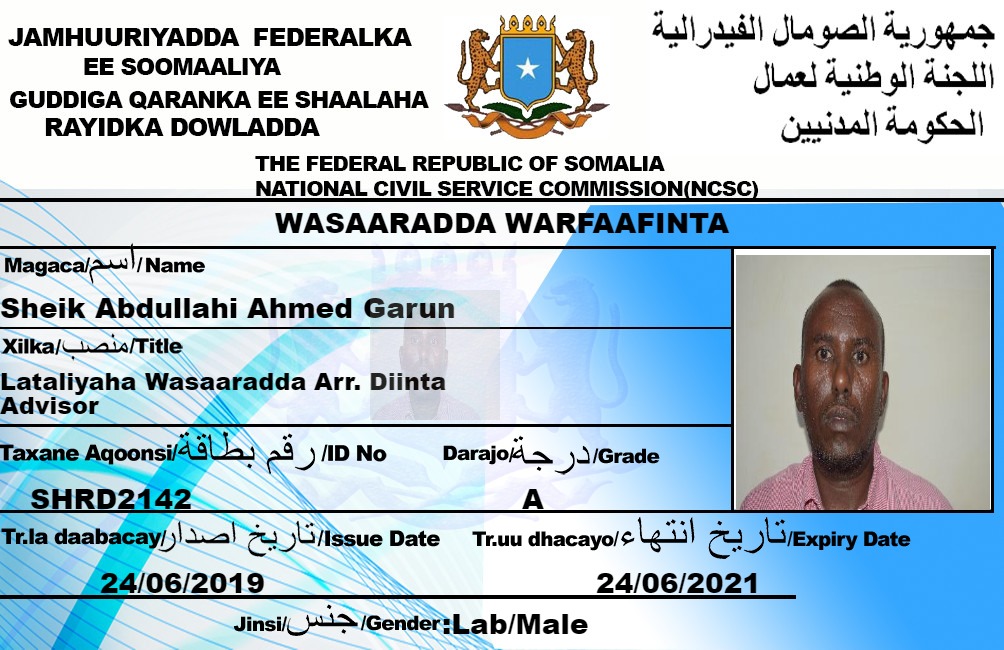 JAMHUURIYADDA FEDERALKA
EE SOOMAALIYA
GUDDIGA QARANKA EE SHAALAHA
RAYIDKA DOWLADDA
جمهورية الصومال الفيدرالية
اللجنة الوطنية لعمال
الحكومة المدنيين
THE FEDERAL REPUBLIC OF SOMALIA
NATIONAL CIVIL SERVICE COMMISSION(NCSC)
WASAARADDA WARFAAFINTA
Magaca/أسم/Name
Sheik Abdullahi Ahmed Garun
Xilka/منصب/Title
Lataliyaha Wasaaradda Arr. Diinta
Advisor
Taxane Aqoonsi/رقم بطاقة/ID No
Darajo/درجة/Grade
SHRD2142
A
Tr.la daabacay/تاريخ اصدار/Issue Date
Tr.uu dhacayo/تاريخ انتهاء/Expiry Date
24/06/2019
24/06/2021
Jinsi/جنس/Gender:Lab/Male